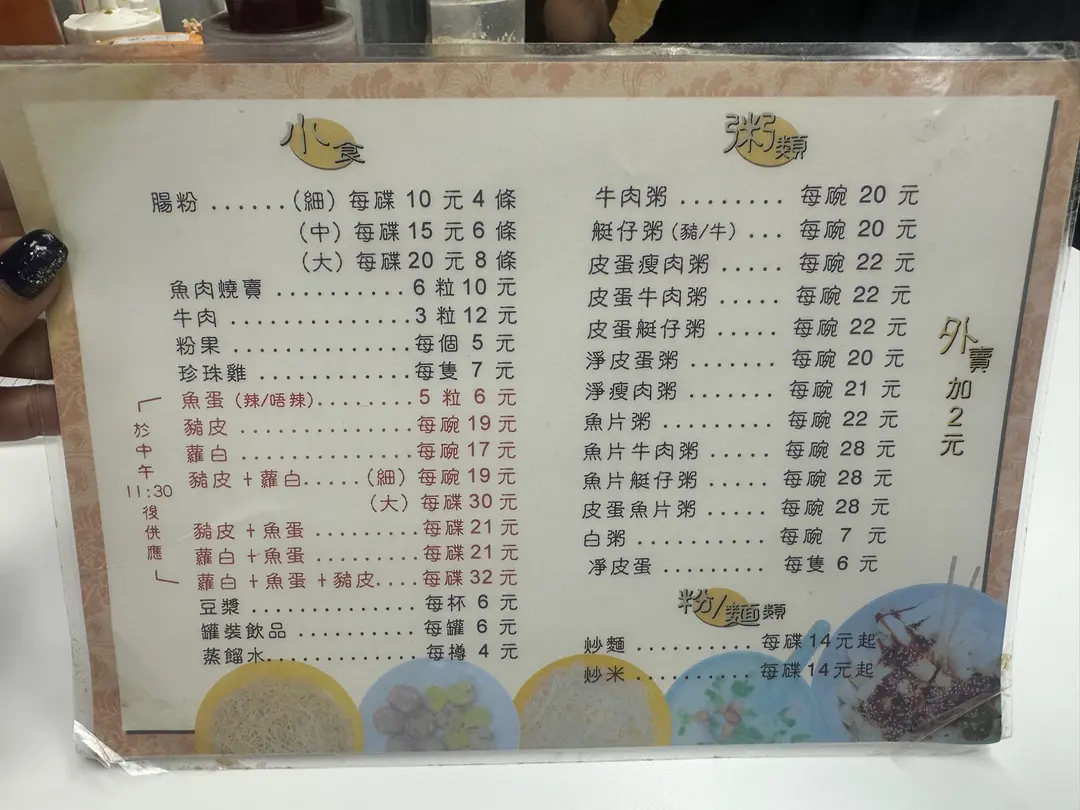 小食
腸粉 ......(細) 每碟 10 元 4 條
(中) 每碟 15 元 6 條
(大) 每碟 20 元 8 條
魚肉燒賣 ........... 6 粒 10 元
牛肉 ............... 3 粒 12 元
粉果 ............... 每個 5 元
珍珠雞 ............. 每隻 7 元
魚蛋 (辣/唔辣)......... 5 粒 6 元
豬皮 ............... 每碗 19 元
蘿白 ............... 每碗 17 元
豬皮+蘿白.....(細) 每碗 19 元
(大) 每碟 30 元
豬皮+魚蛋 .......... 每碟 21 元
蘿白+魚蛋 .......... 每碟 21 元
蘿白+魚蛋+豬皮.... 每碟 32 元
於中午11:30後供應
豆漿 ............... 每杯 6 元
罐裝飲品 ........... 每罐 6 元
蒸餾水.............. 每樽 4 元
粥類
牛肉粥 ........ 每碗 20 元
艇仔粥 (豬/牛) ... 每碗 20 元
皮蛋瘦肉粥 ..... 每碗 22 元
皮蛋牛肉粥 ..... 每碗 22 元
皮蛋艇仔粥 ..... 每碗 22 元
淨皮蛋粥 ....... 每碗 20 元
淨瘦肉粥 ....... 每碗 21 元
魚片粥 ......... 每碗 22 元
魚片牛肉粥 ..... 每碗 28 元
魚片艇仔粥 ..... 每碗 28 元
皮蛋魚片粥 ..... 每碗 28 元
白粥 ........... 每碗 7 元
凈皮蛋 ......... 每隻 6 元
粉/麵類
炒麵 .......... 每碟 14 元起
炒米 .......... 每碟 14 元起
外賣加2元